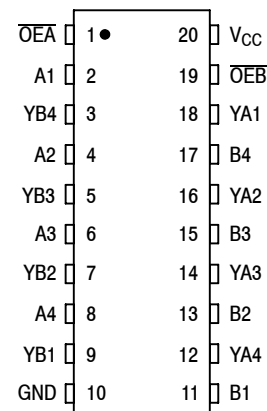 OEA 1 20 VCC
A1 2 19 OEB
YB4 3 18 YA1
A2 4 17 B4
YB3 5 16 YA2
A3 6 15 B3
YB2 7 14 YA3
A4 8 13 B2
YB1 9 12 YA4
GND 10 11 B1